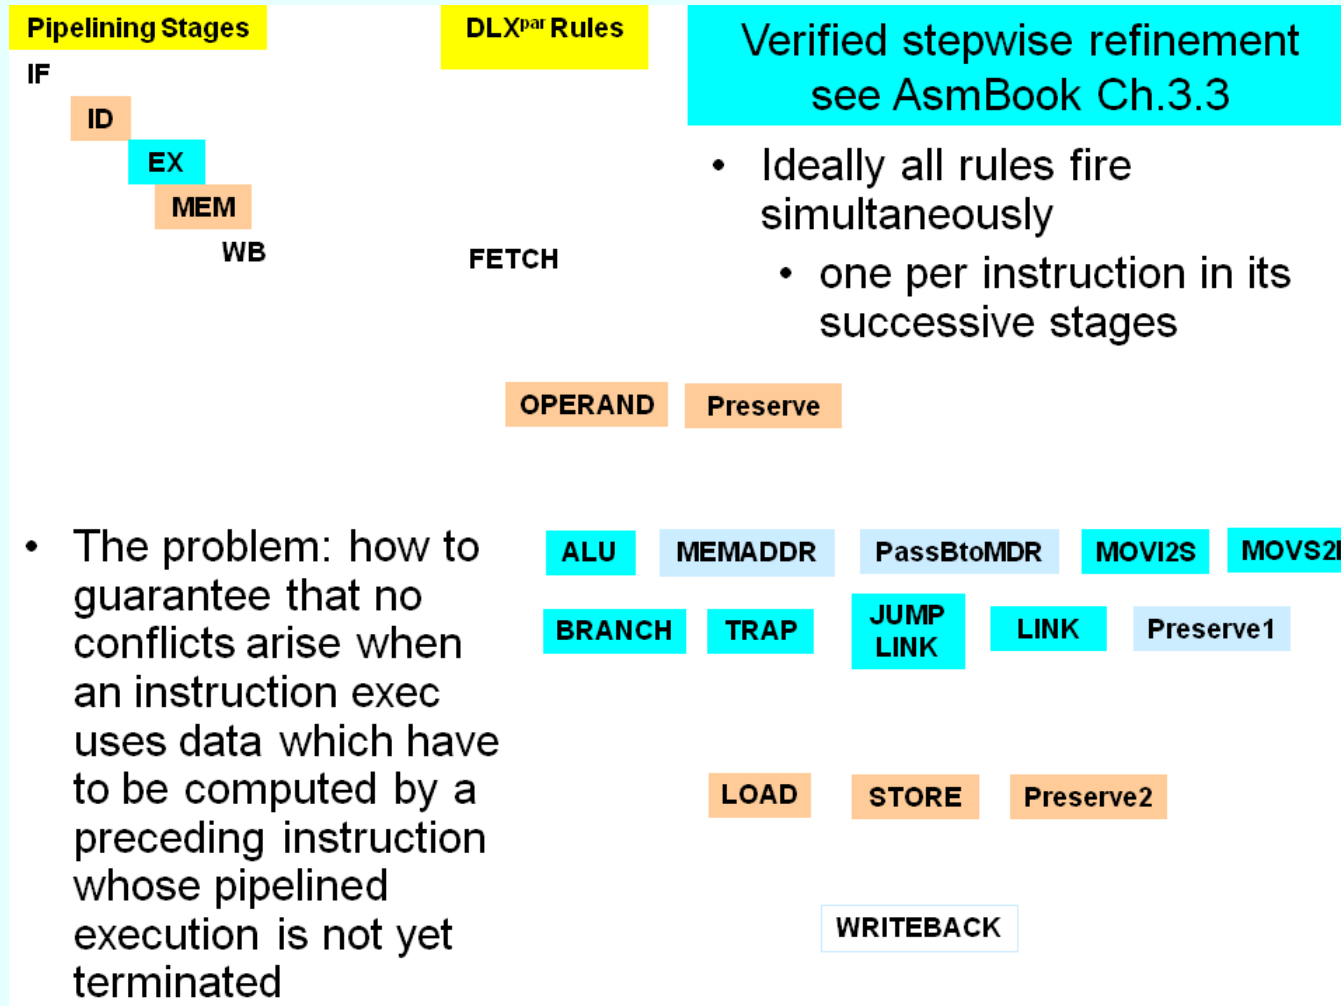 Pipelining Stages
DLXpar Rules
Verified stepwise refinement
see AsmBook Ch.3.3
IF
ID
EX
MEM
WB
FETCH
• Ideally all rules fire
simultaneously
• one per instruction in its
successive stages
OPERAND
Preserve
• The problem: how to
guarantee that no
conflicts arise when
an instruction exec
uses data which have
to be computed by a
preceding instruction
whose pipelined
execution is not yet
terminated
ALU
MEMADDR
PassBtoMDR
MOVI2S
BRANCH
TRAP
JUMP
LINK
LINK
Preserve1
LOAD
STORE
Preserve2
WRITEBACK